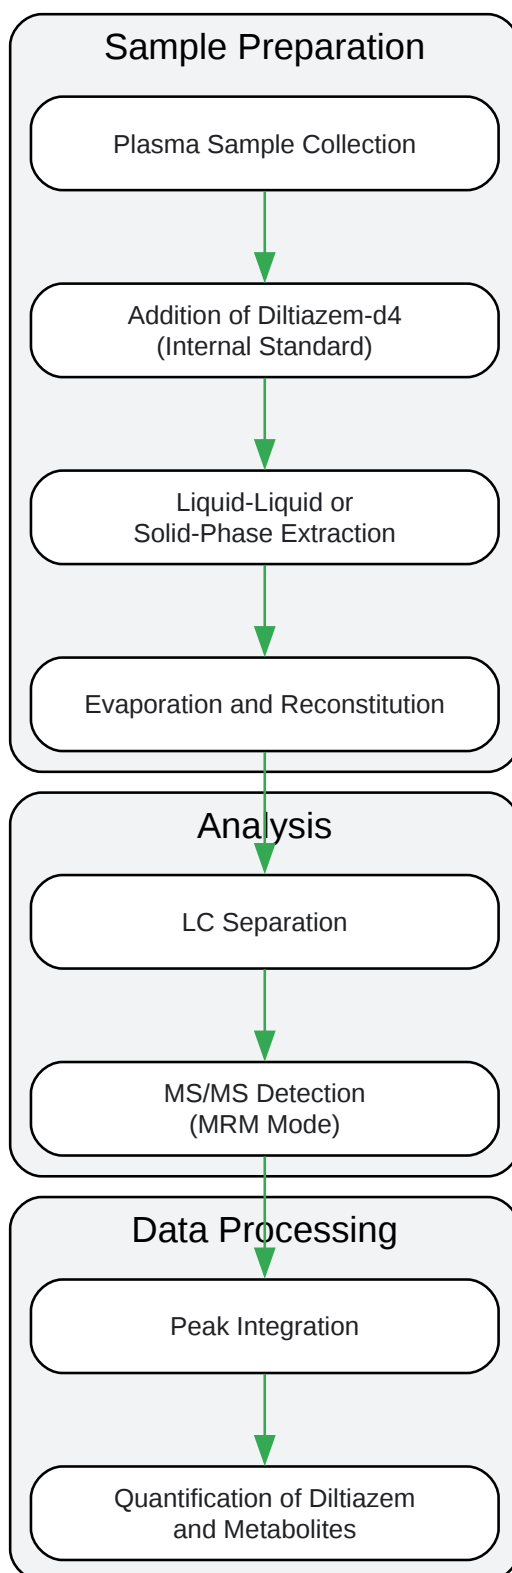 Sample Preparation
Plasma Sample Collection
Addition of Diltiazem-d4
(Internal Standard)
Liquid-Liquid or
Solid-Phase Extraction
Evaporation and Reconstitution
Analysis
LC Separation
MS/MS Detection
(MRM Mode)
Data Processing
Peak Integration
Quantification of Diltiazem
and Metabolites